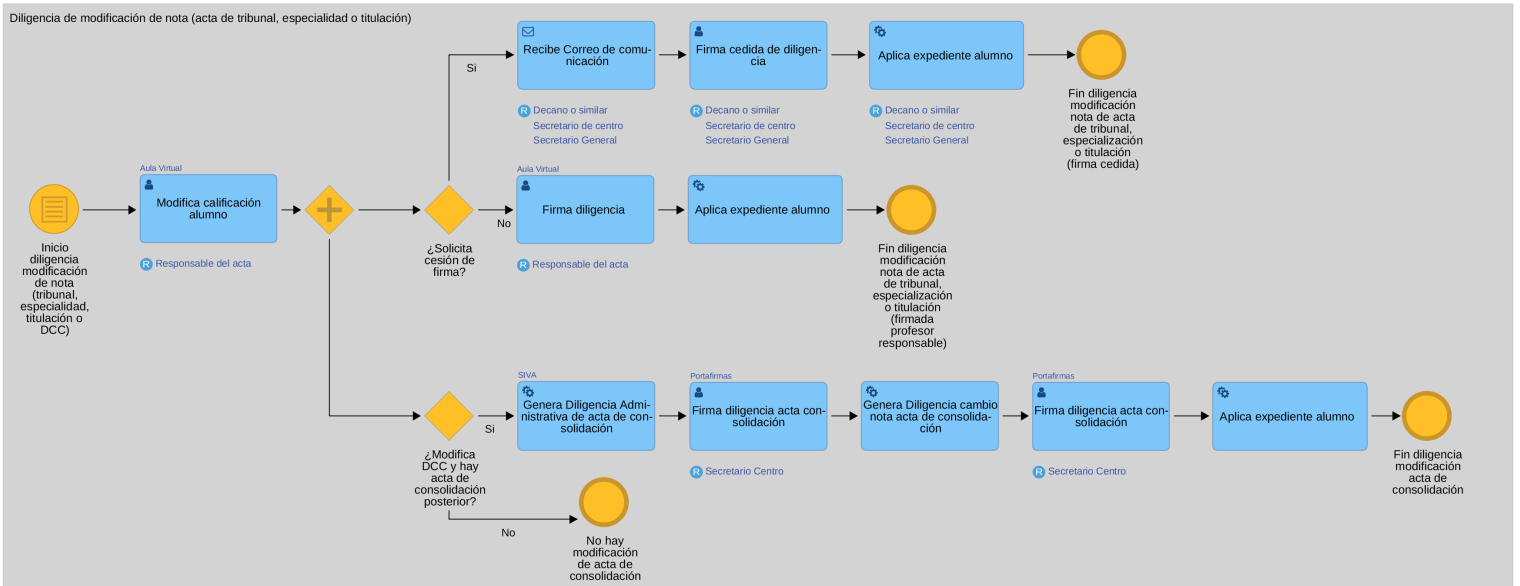 Diligencia de modificación de nota (acta de tribunal, especialidad o titulación)
Inicio
diligencia
modificación
de nota
(tribunal,
especialidad,
titulación o
DCC)
Aula Virtual
Modifica calificación
alumno
R Responsable del acta
¿Solicita
cesión de
firma?
Si
Recibe Correo de comu-
nicación
R Decano o similar
Secretario de centro
Secretario General
Firma cedida de diligen-
cia
R Decano o similar
Secretario de centro
Secretario General
Aplica expediente alumno
R Decano o similar
Secretario de centro
Secretario General
Fin diligencia
modificación
nota de acta
de tribunal,
especialización
o titulación
(firma cedida)
No
Aula Virtual
Firma diligencia
R Responsable del acta
Aplica expediente alumno
Fin diligencia
modificación
nota de acta
de tribunal,
especialización
o titulación
(firmada
profesor
responsable)
¿Modifica
DCC y hay
acta de
consolidación
posterior?
Si
SIVA
Genera Diligencia Admi-
nistrativa de acta de con-
solidación
Portafirmas
Firma diligencia acta con-
solidación
R Secretario Centro
Genera Diligencia cambio
nota acta de consolida-
ción
Portafirmas
Firma diligencia acta con-
solidación
R Secretario Centro
Aplica expediente alumno
Fin diligencia
modificación
acta de
consolidación
No
No hay
modificación
de acta de
consolidación